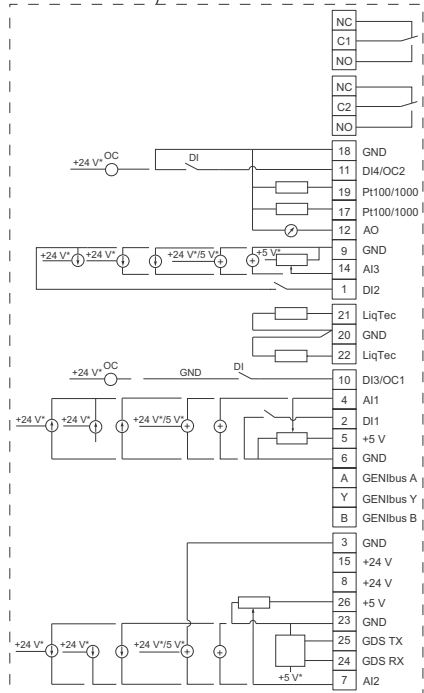 NC
C1
NO
NC
C2
NO
18 GND
+24 V* OC DI 11 DI4/OC2
19 Pt100/1000
17 Pt100/1000
12 AO
9 GND
+24 V* +24 V* +24 V*/5 V* +5 V*
14 AI3
1 DI2
21 LiqTec
20 GND
22 LiqTec
+24 V* OC GND DI 10 DI3/OC1
4 AI1
+24 V* +24 V* +24 V*/5 V* 2 DI1
5 +5 V
6 GND
A GENIbus A
Y GENIbus Y
B GENIbus B
3 GND
15 +24 V
8 +24 V
26 +5 V
23 GND
+24 V* +24 V* +24 V*/5 V* 25 GDS TX
24 GDS RX
+5 V* 7 AI2